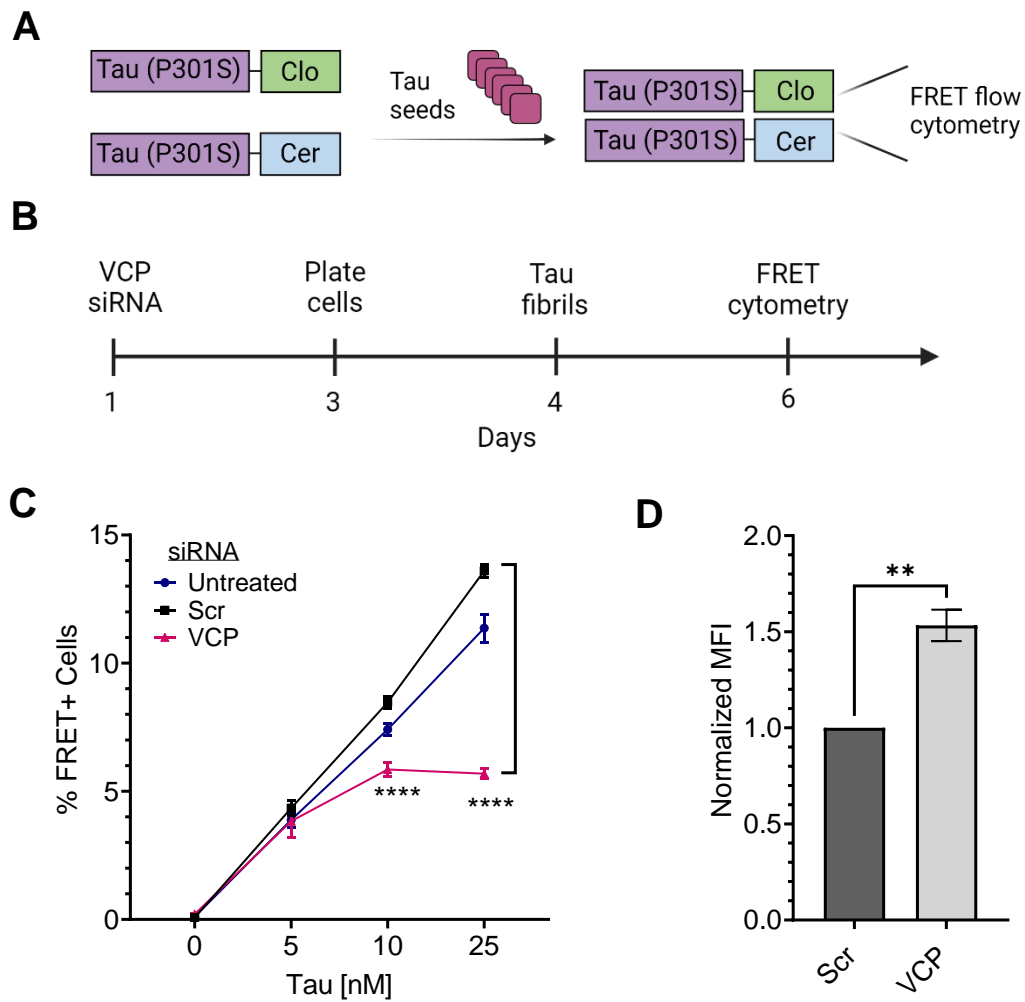 A
Tau (P301S)
Clo
Tau (P301S)
Cer
Tau
seeds
Tau (P301S)
Clo
Tau (P301S)
Cer
FRET flow
cytometry
B
VCP
siRNA
Plate
cells
Tau
fibrils
FRET
cytometry
1
3
4
6
Days
C
15
10
5
0
% FRET+ Cells
siRNA
Untreated
Scr
VCP
****
****
0
5
10
25
Tau [nM]
D
2.0
1.5
1.0
0.5
0.0
Normalized MFI
**
Scr
VCP